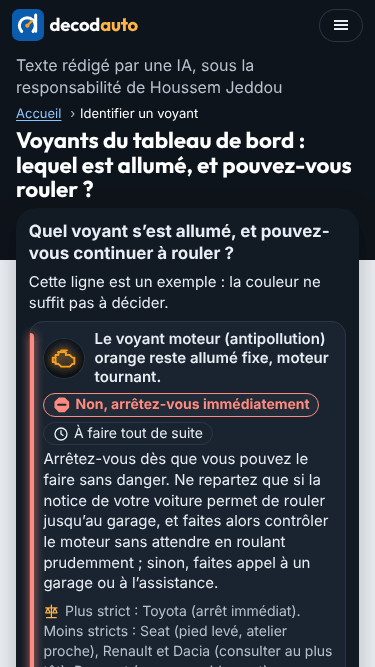 decodauto
Texte rédigé par une IA, sous la
responsabilité de Houssem Jeddou
Accueil › Identifier un voyant
Voyants du tableau de bord :
lequel est allumé, et pouvez-vous
rouler ?
Quel voyant s’est allumé, et pouvez-
vous continuer à rouler ?
Cette ligne est un exemple : la couleur ne
suffit pas à décider.
Le voyant moteur (antipollution)
orange reste allumé fixe, moteur
tournant.
Non, arrêtez-vous immédiatement
À faire tout de suite
Arrêtez-vous dès que vous pouvez le
faire sans danger. Ne repartez que si la
notice de votre voiture permet de rouler
jusqu’au garage, et faites alors contrôler
le moteur sans attendre en roulant
prudemment ; sinon, faites appel à un
garage ou à l’assistance.
Plus strict : Toyota (arrêt immédiat).
Moins stricts : Seat (pied levé, atelier
proche), Renault et Dacia (consulter au plus